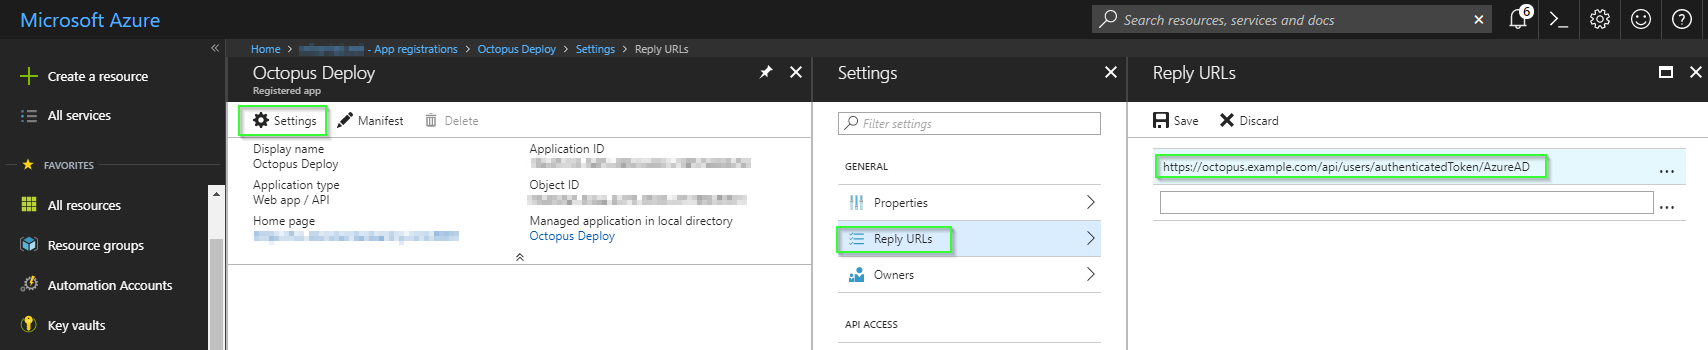 Microsoft Azure
Search resources, services and docs
6
Home > - App registrations > Octopus Deploy > Settings > Reply URLs
Create a resource
All services
FAVORITES
All resources
Resource groups
Automation Accounts
Key vaults
Octopus Deploy
Registered app
Settings
Manifest
Delete
Display name
Octopus Deploy
Application type
Web app / API
Home page
Application ID
Object ID
Managed application in local directory
Octopus Deploy
Settings
Filter settings
GENERAL
Properties
Reply URLs
Owners
API ACCESS
Reply URLs
Save
Discard
https://octopus.example.com/api/users/authenticatedToken/AzureAD
...
...